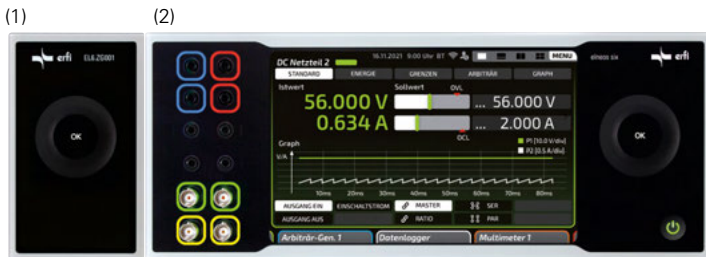 (1)
(2)
erfi EL6.ZG001
OK
16.11.2021 9:00 Uhr BT MENU
DC Netzteil 2
STANDARD ENERGIE GRENZEN ARBITRÄR GRAPH
Istwert Sollwert OVL
56.000 V ... 56.000 V
0.634 A ... 2.000 A
OCL
Graph P1 [10.0 V/div]
V/A P2 [0.5 A/div]
10ms 20ms 30ms 40ms 50ms 60ms 70ms 80ms
AUSGANG EIN EINSCHALTSTROM MASTER SER
AUSGANG AUS RATIO PAR
Arbiträr-Gen. 1 Datenlogger Multimeter 1
elneos six erfi
OK